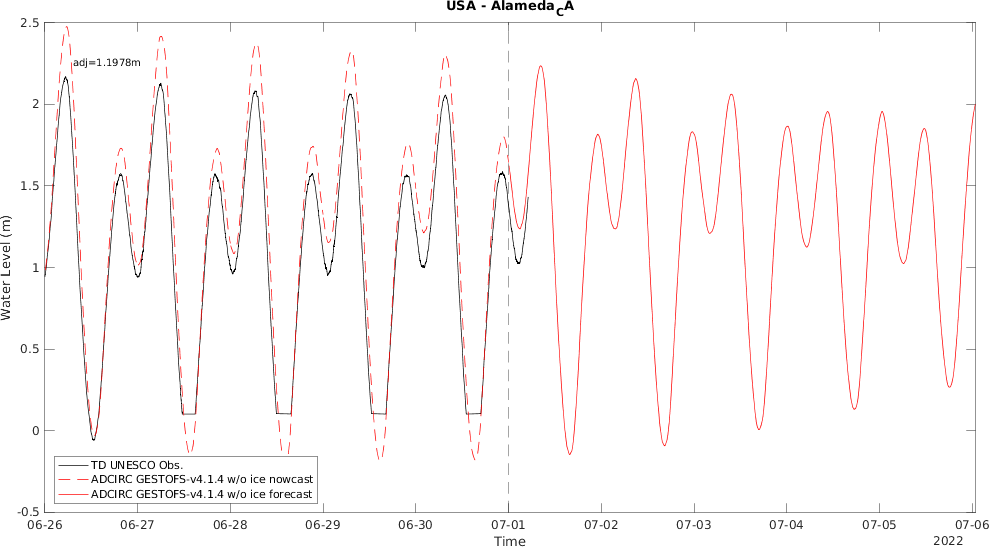 USA - Alameda_CA
adj=1.1978m
2.5
2
1.5
1
0.5
0
-0.5
Water Level (m)
TD UNESCO Obs.
ADCIRC GESTOFS-v4.1.4 w/o ice nowcast
ADCIRC GESTOFS-v4.1.4 w/o ice forecast
06-26 06-27 06-28 06-29 06-30 07-01 07-02 07-03 07-04 07-05 07-06
Time
2022